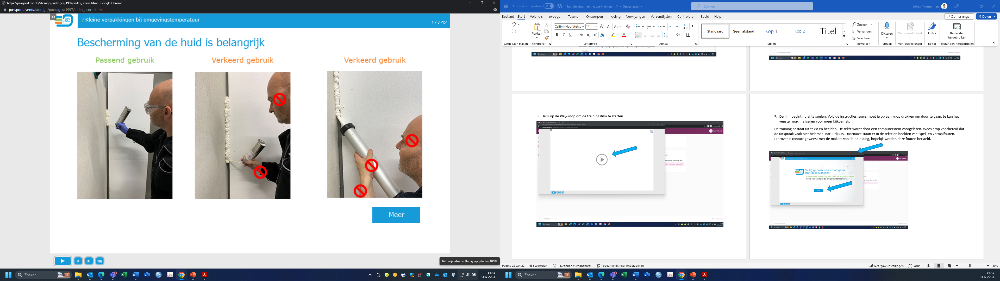 https://passport.events/storage/packages/1997/index_scorm.html - Google Chrome
passport.events/storage/packages/1997/index_scorm.html
safe
use of
/ Kleine verpakkingen bij omgevingstemperatuur
17 / 42
Bescherming van de huid is belangrijk
Passend gebruik
Verkeerd gebruik
Verkeerd gebruik
Meer
TOC
Batterijstatus: volledig opgeladen 100%
Zoeken
14:41
23-5-2023
Automatisch opslaan
handleiding training werknemers
• Opgeslagen
Zoeken
Johan Timmerman
Bestand Start Volandis Invoegen Tekenen Ontwerpen Indeling Verwijzingen Verzendlijsten Controleren Beeld Help
Opmerkingen
Delen
Plakken
Calibri (Hoofdtekst
14
Standaard
Geen afstand
Kop 1
Kop 2
Titel
Zoeken
Vervangen
Selecteren
Dicteren
Vertrouwelijkheid
Editor
Bestanden
hergebruiken
Ongedaan maken
Klembord
Lettertype
Alinea
Stijlen
Bewerken
Spraak
Vertrouwelijkheid
Editor
Bestanden hergebruiken
6. Druk op de Play-knop om de trainingsfilm te starten.
Test Volandis
7. De film begint nu af te spelen. Volg de instructies, soms moet je op een knop drukken om door te gaan. Je kun het
venster maximaliseren voor meer kijkgemak.
De training bestaat uit tekst en beelden. De tekst wordt door een computerstem voorgelezen. Wees erop voorbereid dat
de uitspraak vaak niet helemaal natuurlijk is. Daarnaast staan er in de tekst en beelden veel spel- en vertaalfouten.
Hierover is contact geweest met de makers van de opleiding, hopelijk worden deze fouten hersteld.
Veilig gebruik van en omgaan
met diisocyanaten
Kleine verpakkingen bij omgevingstemperatuur
Pagina 22 van 22
635 woorden
Nederlands (standaard)
Toegankelijkheid: onderzoeken
Weergave-instellingen
Focus
80%
Zoeken
14:41
23-5-2023